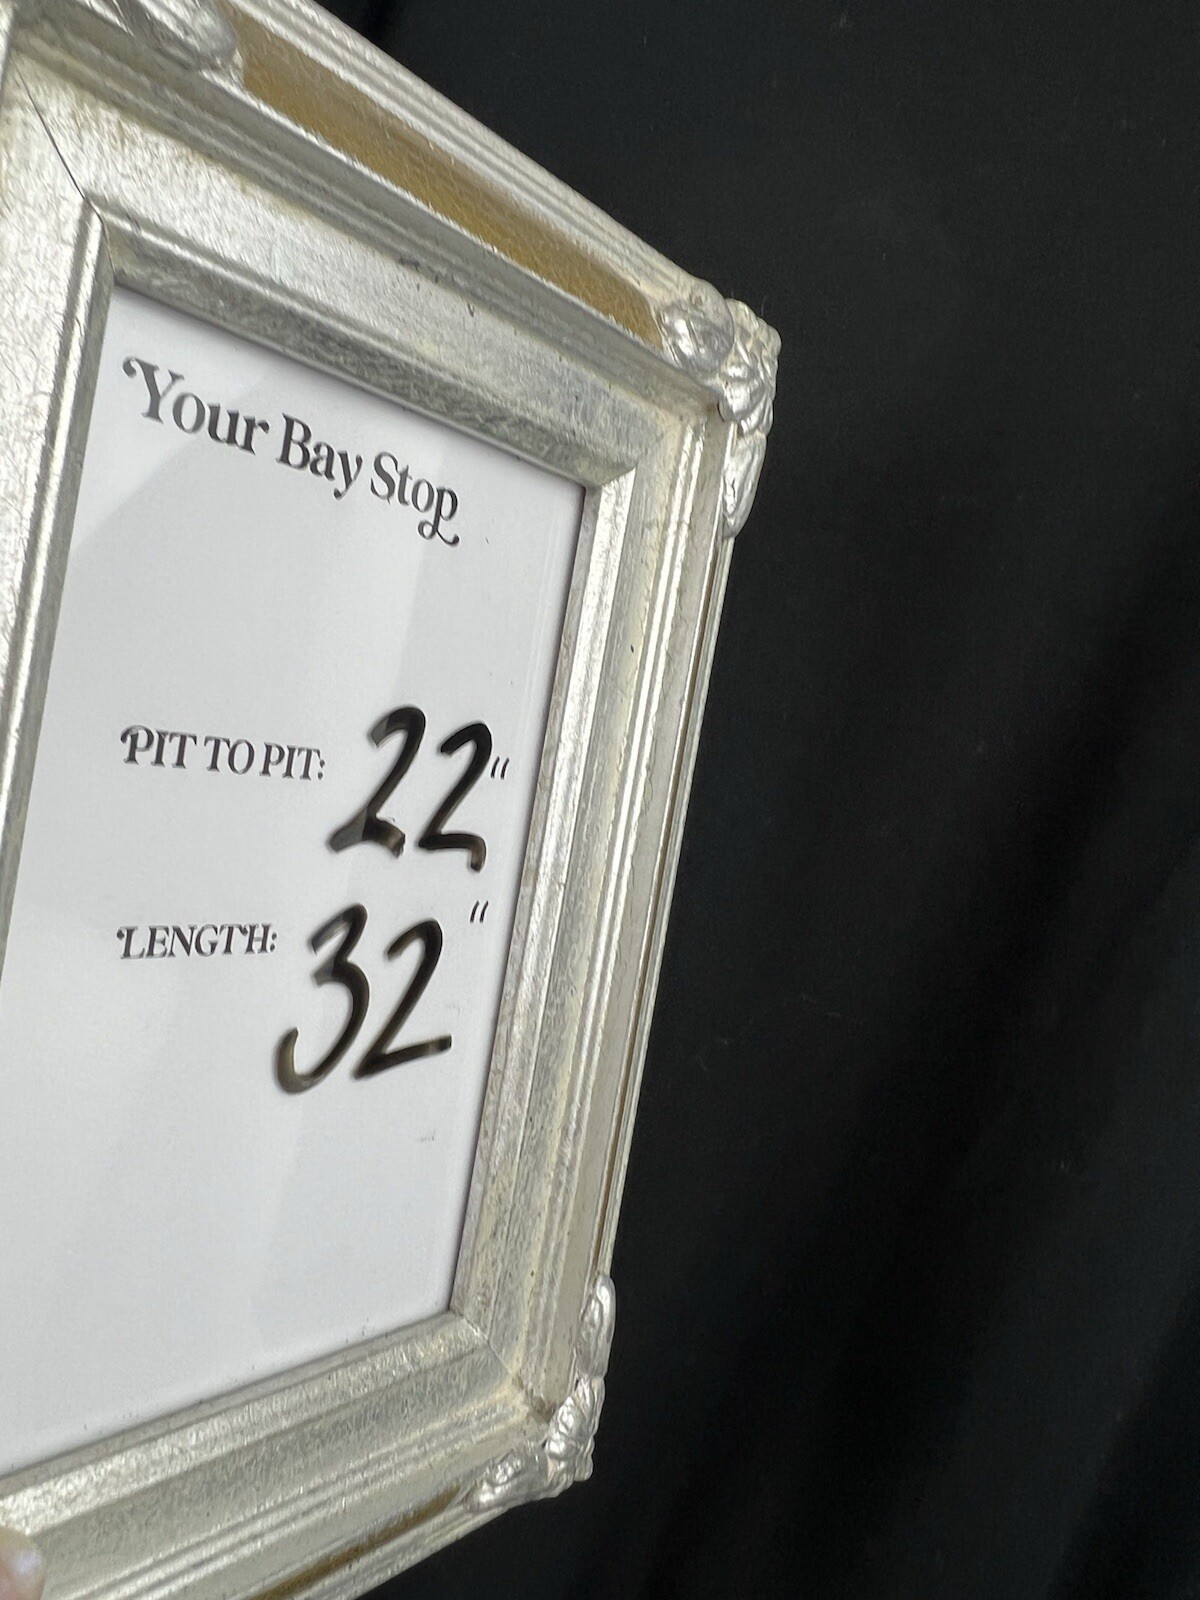 Your Bay Stop
PIT TO PIT: 22"
LENGTH: 32"